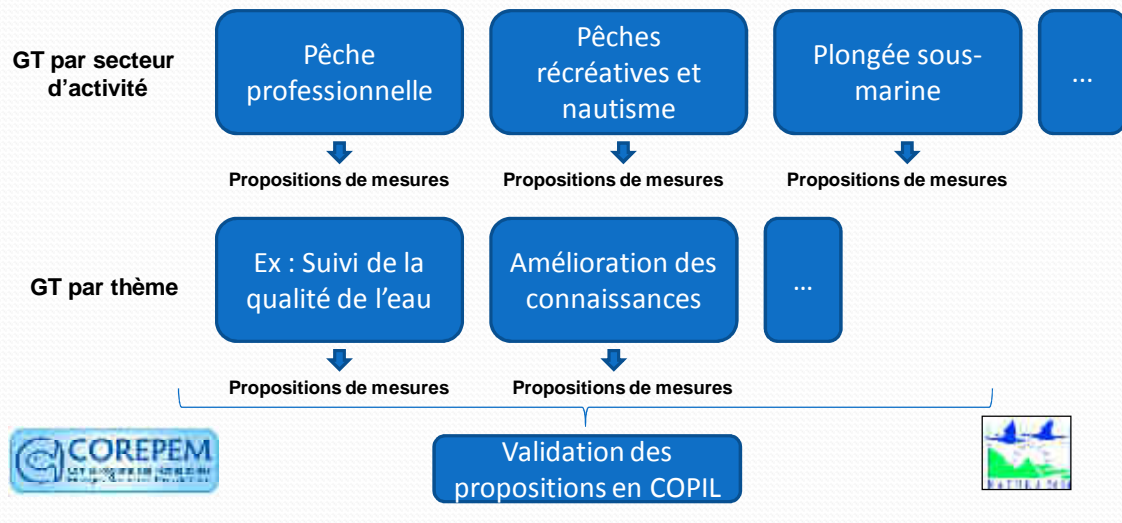 GT par secteur
d'activité
Pêche
professionnelle
Pêches
récréatives et
nautisme
Plongée sous-
marine
...
Propositions de mesures
Propositions de mesures
Propositions de mesures
GT par thème
Ex : Suivi de la
qualité de l'eau
Amélioration des
connaissances
...
Propositions de mesures
Propositions de mesures
COREPEM
Validation des
propositions en COPIL